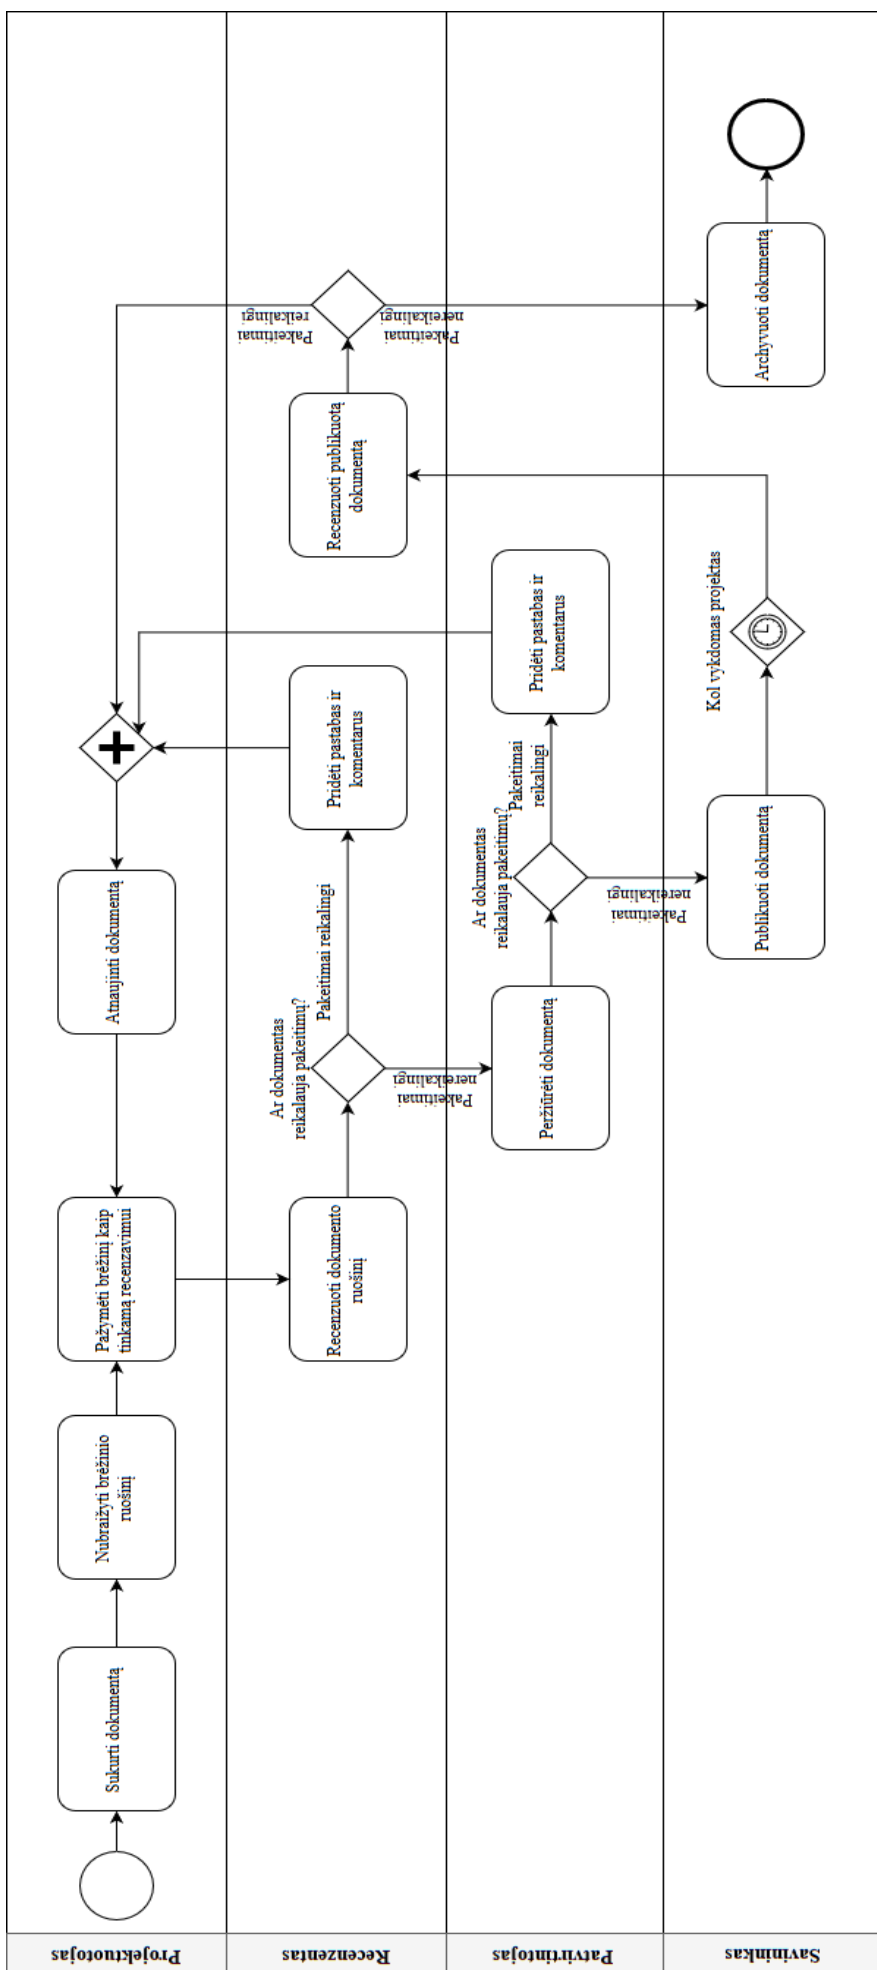 Projektuotojas
Sukurti dokumentą
Nubraižyti brėžinio
ruošinį
Pažymėti brėžinį kaip
tinkamą recenzavimui
Atnaujinti dokumentą
Recenzentas
Recenzuoti dokumento
ruošinį
Ar dokumentas
reikalauja pakeitimų?
Pakeitimai reikalingi
Pakeitimai
nereikalingi
Pridėti pastabas ir
komentarus
Recenzuoti publikuotą
dokumentą
Pakeitimai
reikalingi
Pakeitimai
nereikalingi
Patvirtintojas
Peržiūrėti dokumentą
Ar dokumentas
reikalauja pakeitimų?
Pakeitimai
reikalingi
Pakeitimai
nereikalingi
Pridėti pastabas ir
komentarus
Savininkas
Publikuoti dokumentą
Kol vykdomas projektas
Archyvuoti dokumentą